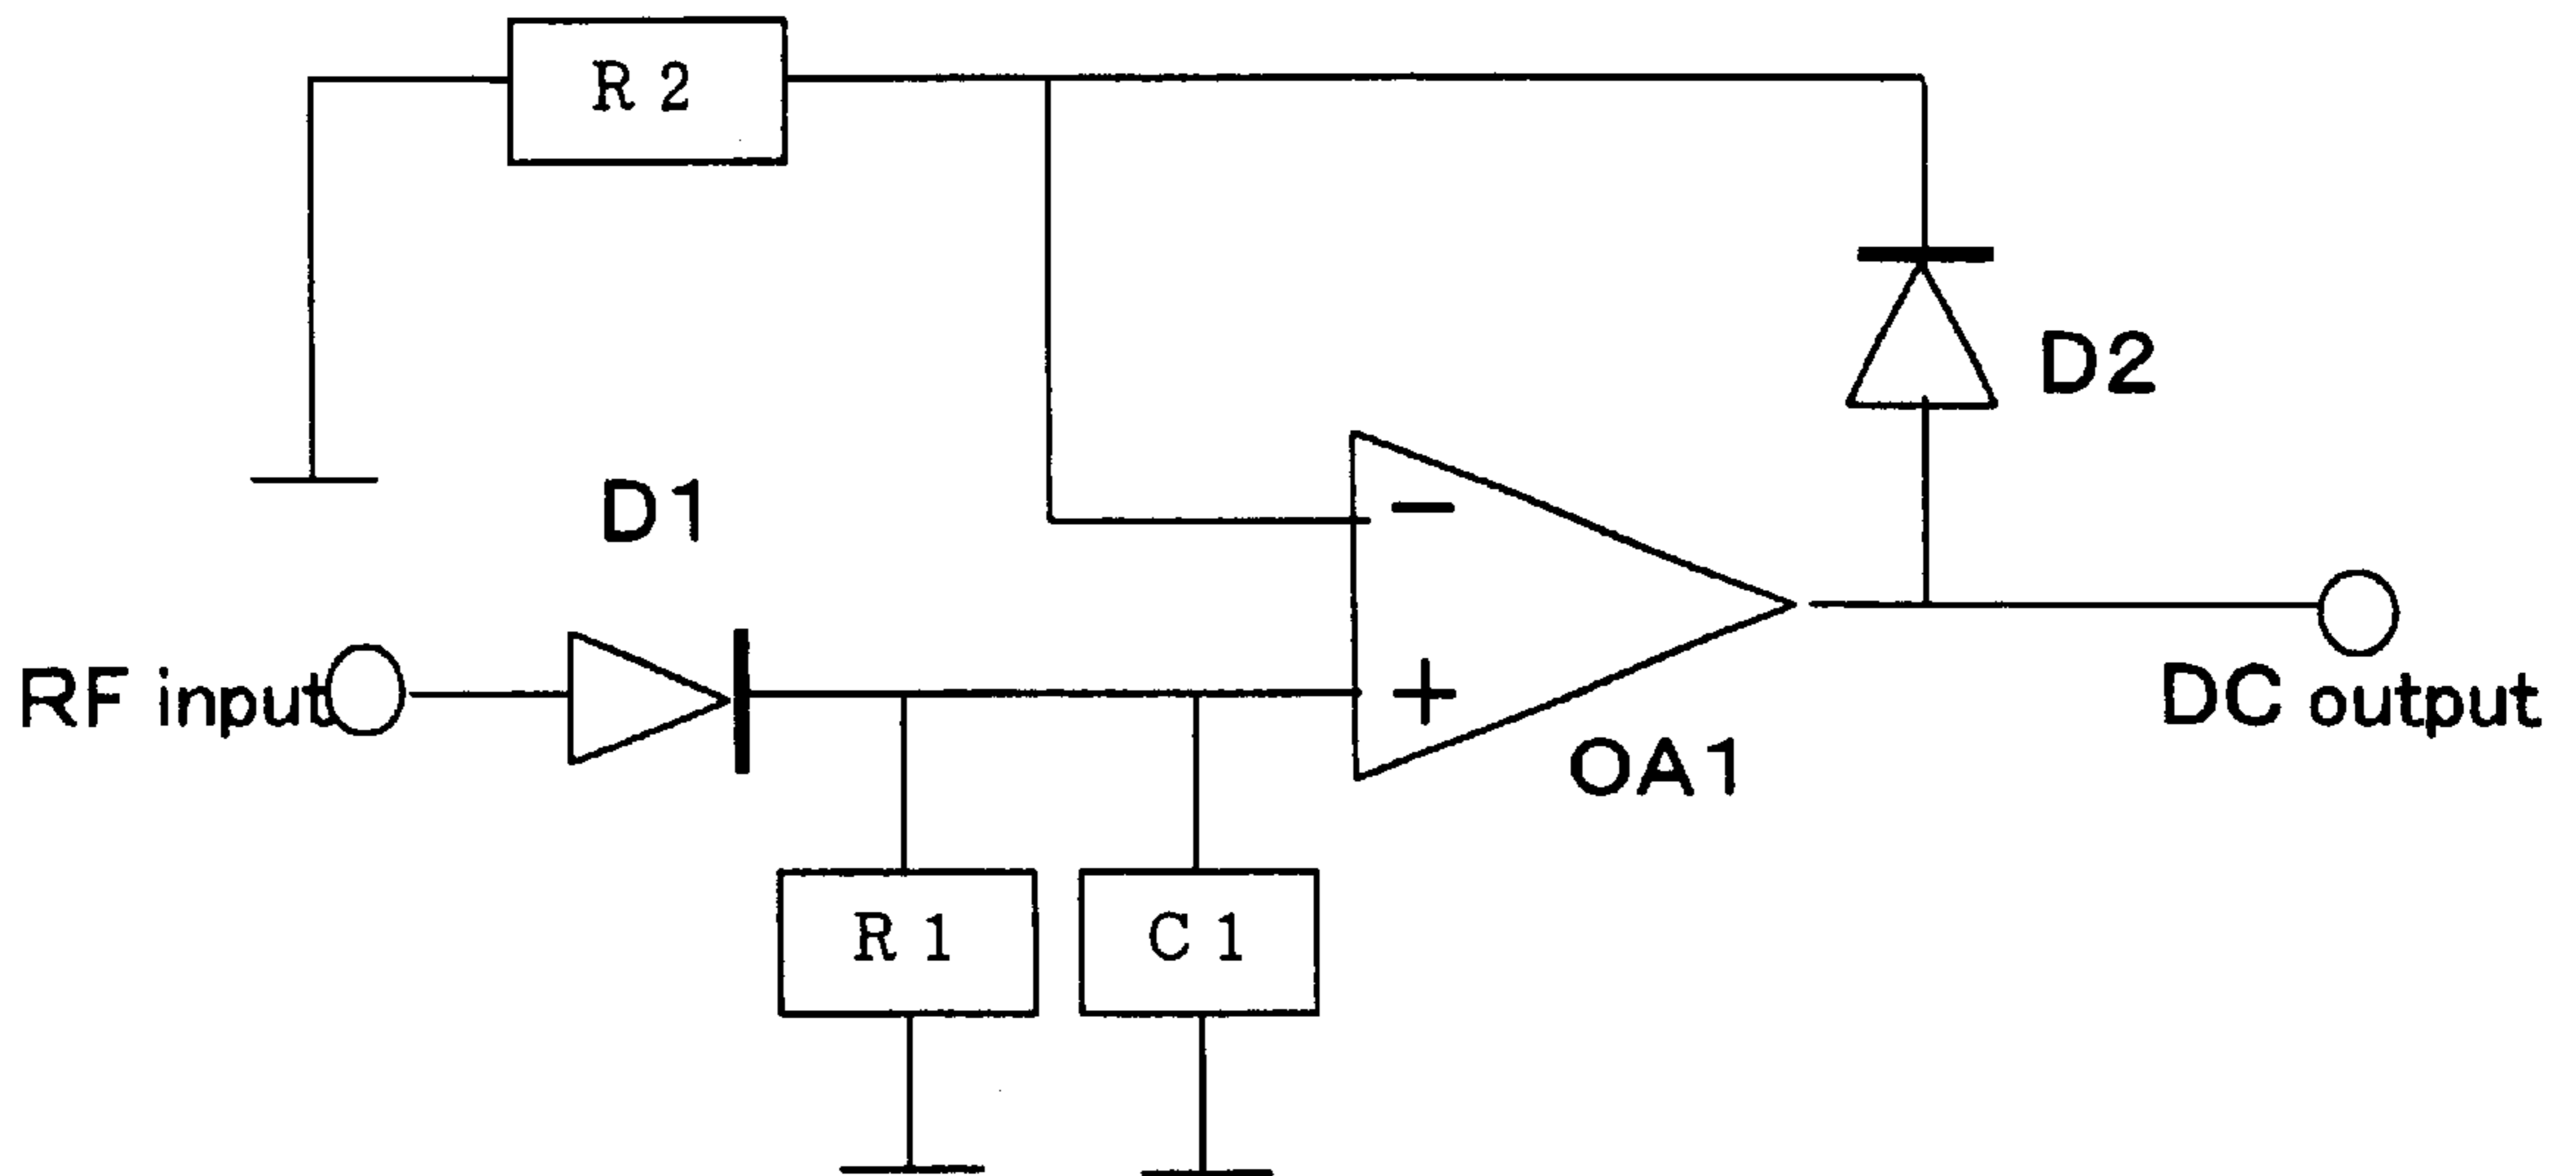 R 2
D2
D1
−
+
RF input
OA1
DC output
R 1
C 1